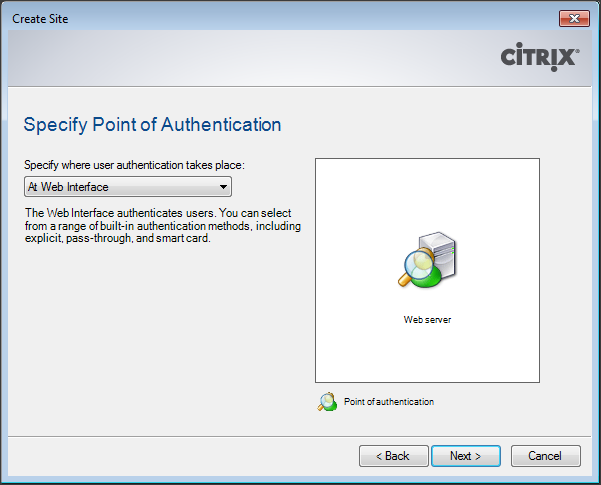 Create Site
CITRIX®
Specify Point of Authentication
Specify where user authentication takes place:
At Web Interface
The Web Interface authenticates users. You can select
from a range of built-in authentication methods, including
explicit, pass-through, and smart card.
Web server
Point of authentication
< Back
Next >
Cancel